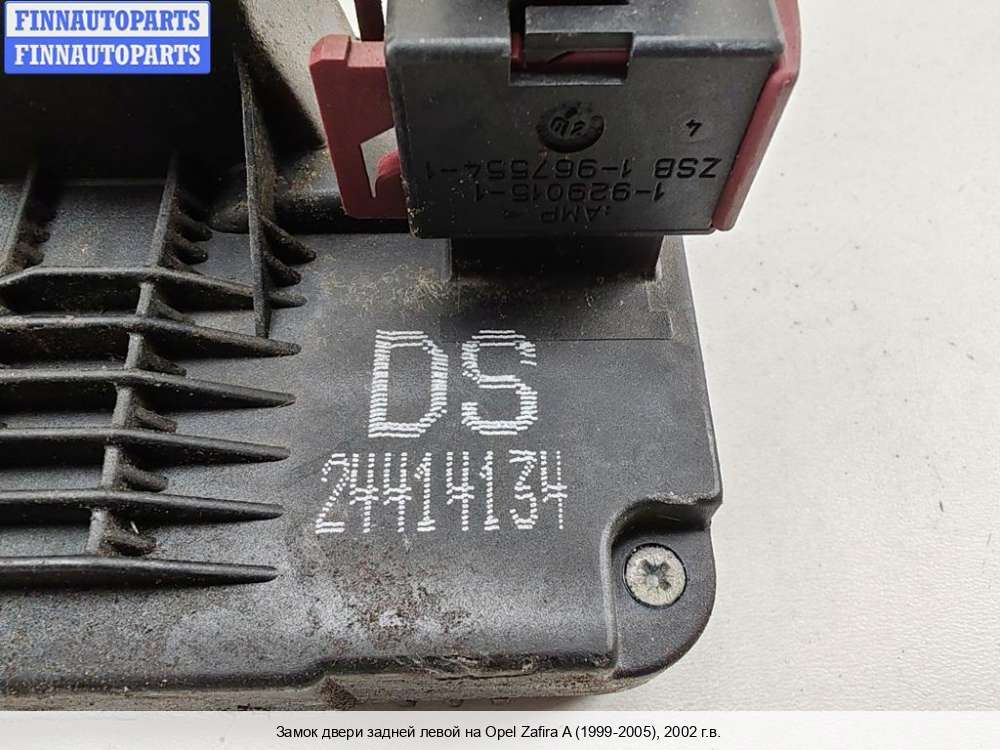 FINNAUTOPARTS
FINNAUTOPARTS
4
ZSB 1-967554-1
1-929015-1
AMP
DS
24414134
Замок двери задней левой на Opel Zafira A (1999-2005), 2002 г.в.